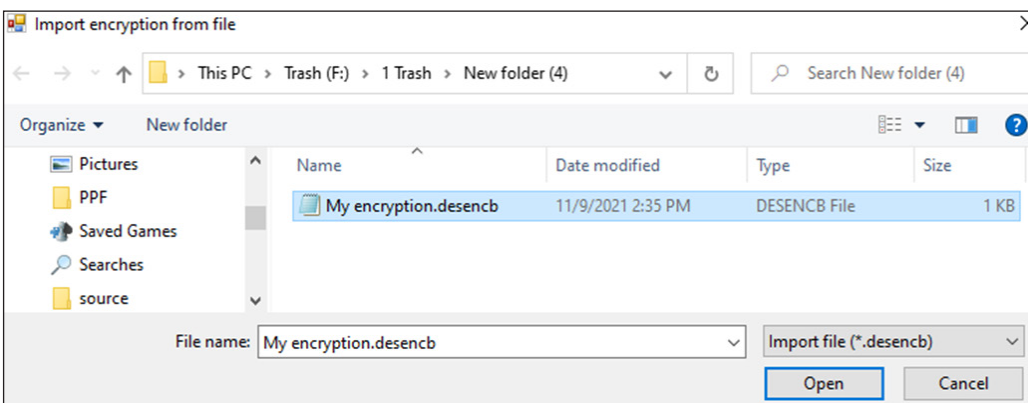 Import encryption from file
This PC > Trash (F:) > 1 Trash > New folder (4)
Search New folder (4)
Organize New folder
Name Date modified Type Size
Pictures
PPF
Saved Games
Searches
source
My encryption.desencb 11/9/2021 2:35 PM DESENCB File 1 KB
File name: My encryption.desencb Import file (*.desencb)
Open Cancel